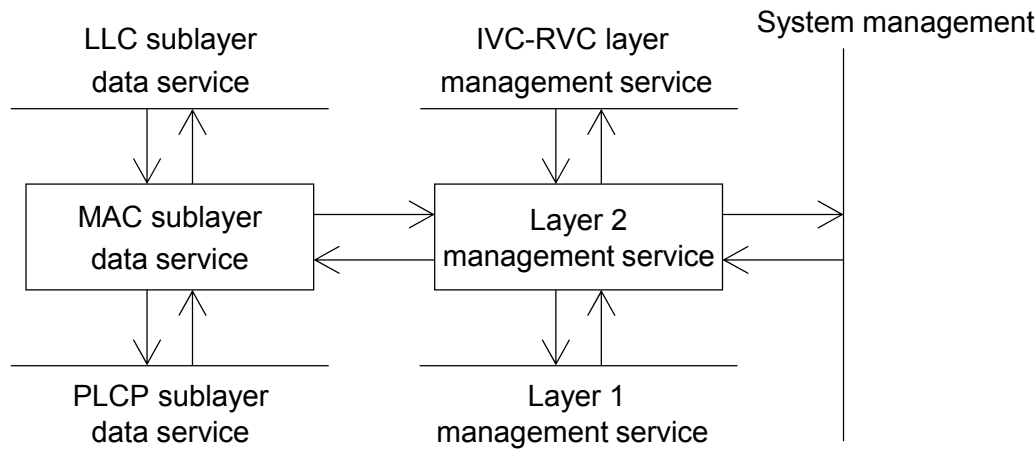 System management
LLC sublayer
data service
IVC-RVC layer
management service
MAC sublayer
data service
Layer 2
management service
PLCP sublayer
data service
Layer 1
management service